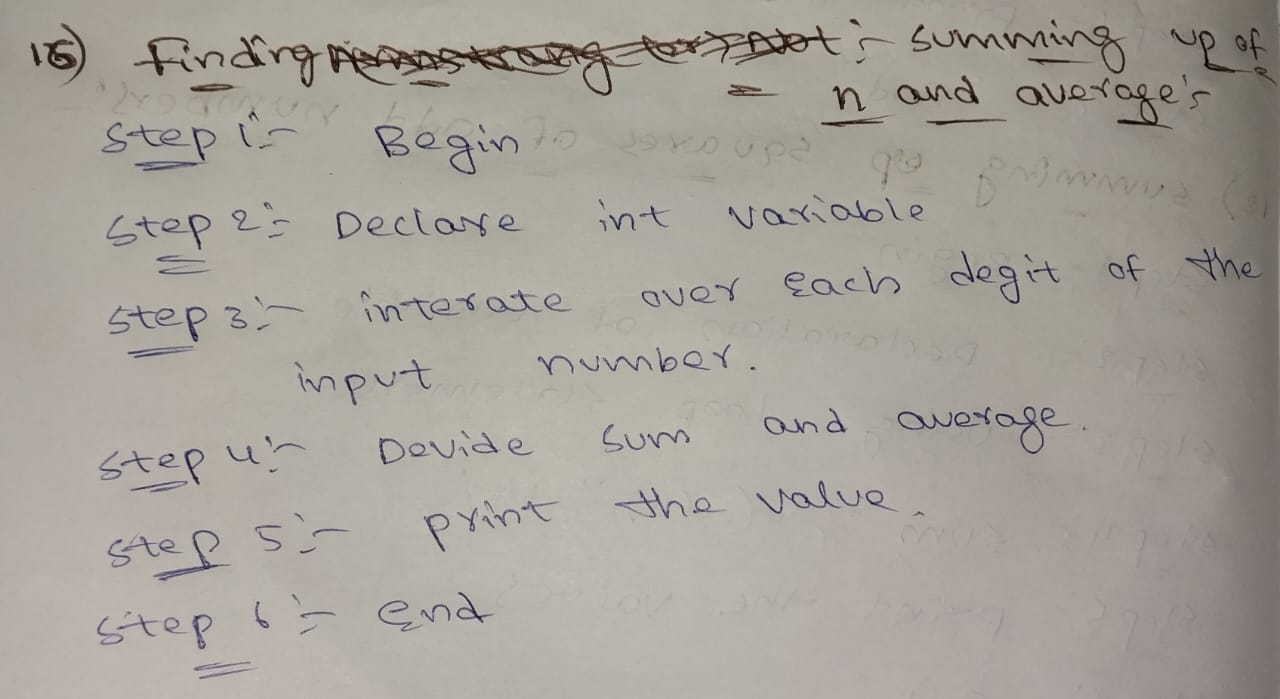 16) Finding :- summing up of
n and average's
Step 1:- Begin
Step 2:- Declare int variable
Step 3:- interate over Each degit of the
input number.
Step 4:- Devide sum and average.
Step 5:- print the value.
Step 6:- End